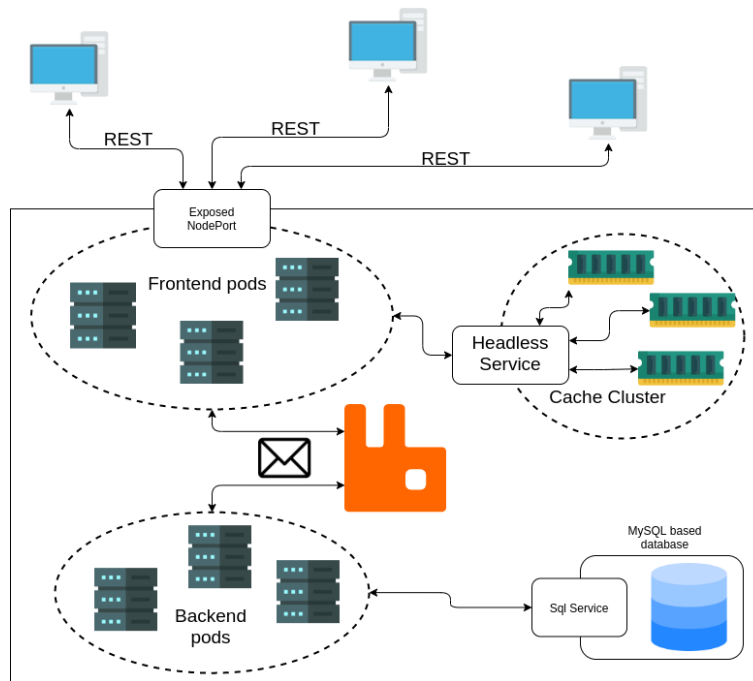 REST
REST
REST
Exposed
NodePort
Frontend pods
Headless
Service
Cache Cluster
MySQL based
database
Sql Service
Backend
pods